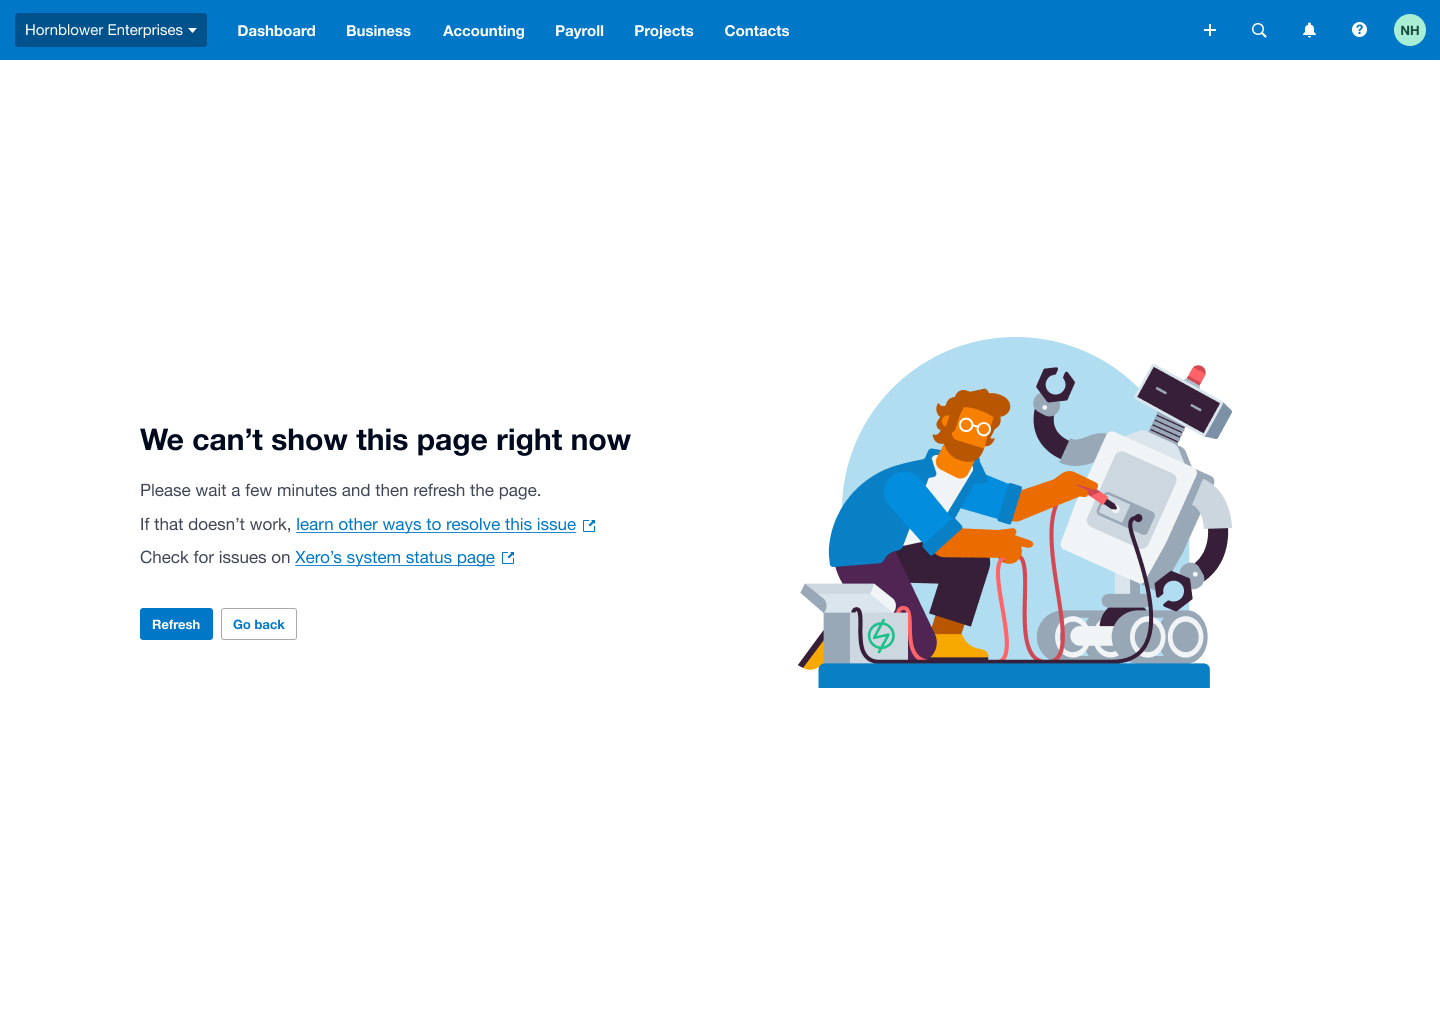 Hornblower Enterprises
Dashboard
Business
Accounting
Payroll
Projects
Contacts
NH
We can’t show this page right now
Please wait a few minutes and then refresh the page.
If that doesn’t work, learn other ways to resolve this issue
Check for issues on Xero’s system status page
Refresh
Go back